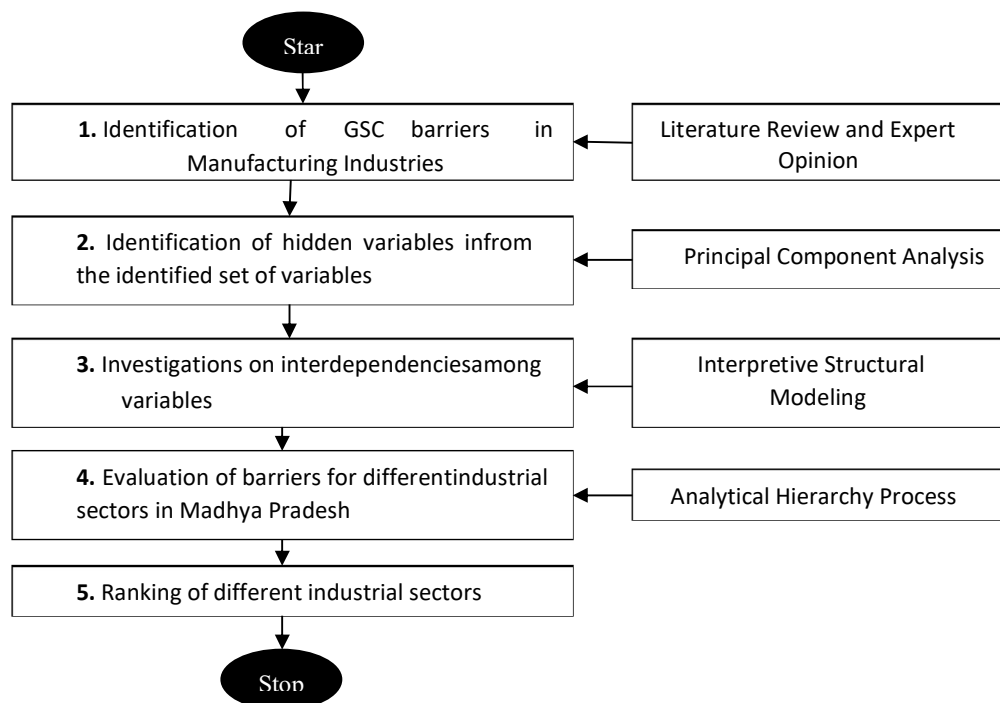 Star
1. Identification of GSC barriers in
Manufacturing Industries
Literature Review and Expert
Opinion
2. Identification of hidden variables infrom
the identified set of variables
Principal Component Analysis
3. Investigations on interdependenciesamong
variables
Interpretive Structural
Modeling
4. Evaluation of barriers for differentindustrial
sectors in Madhya Pradesh
Analytical Hierarchy Process
5. Ranking of different industrial sectors
Stop